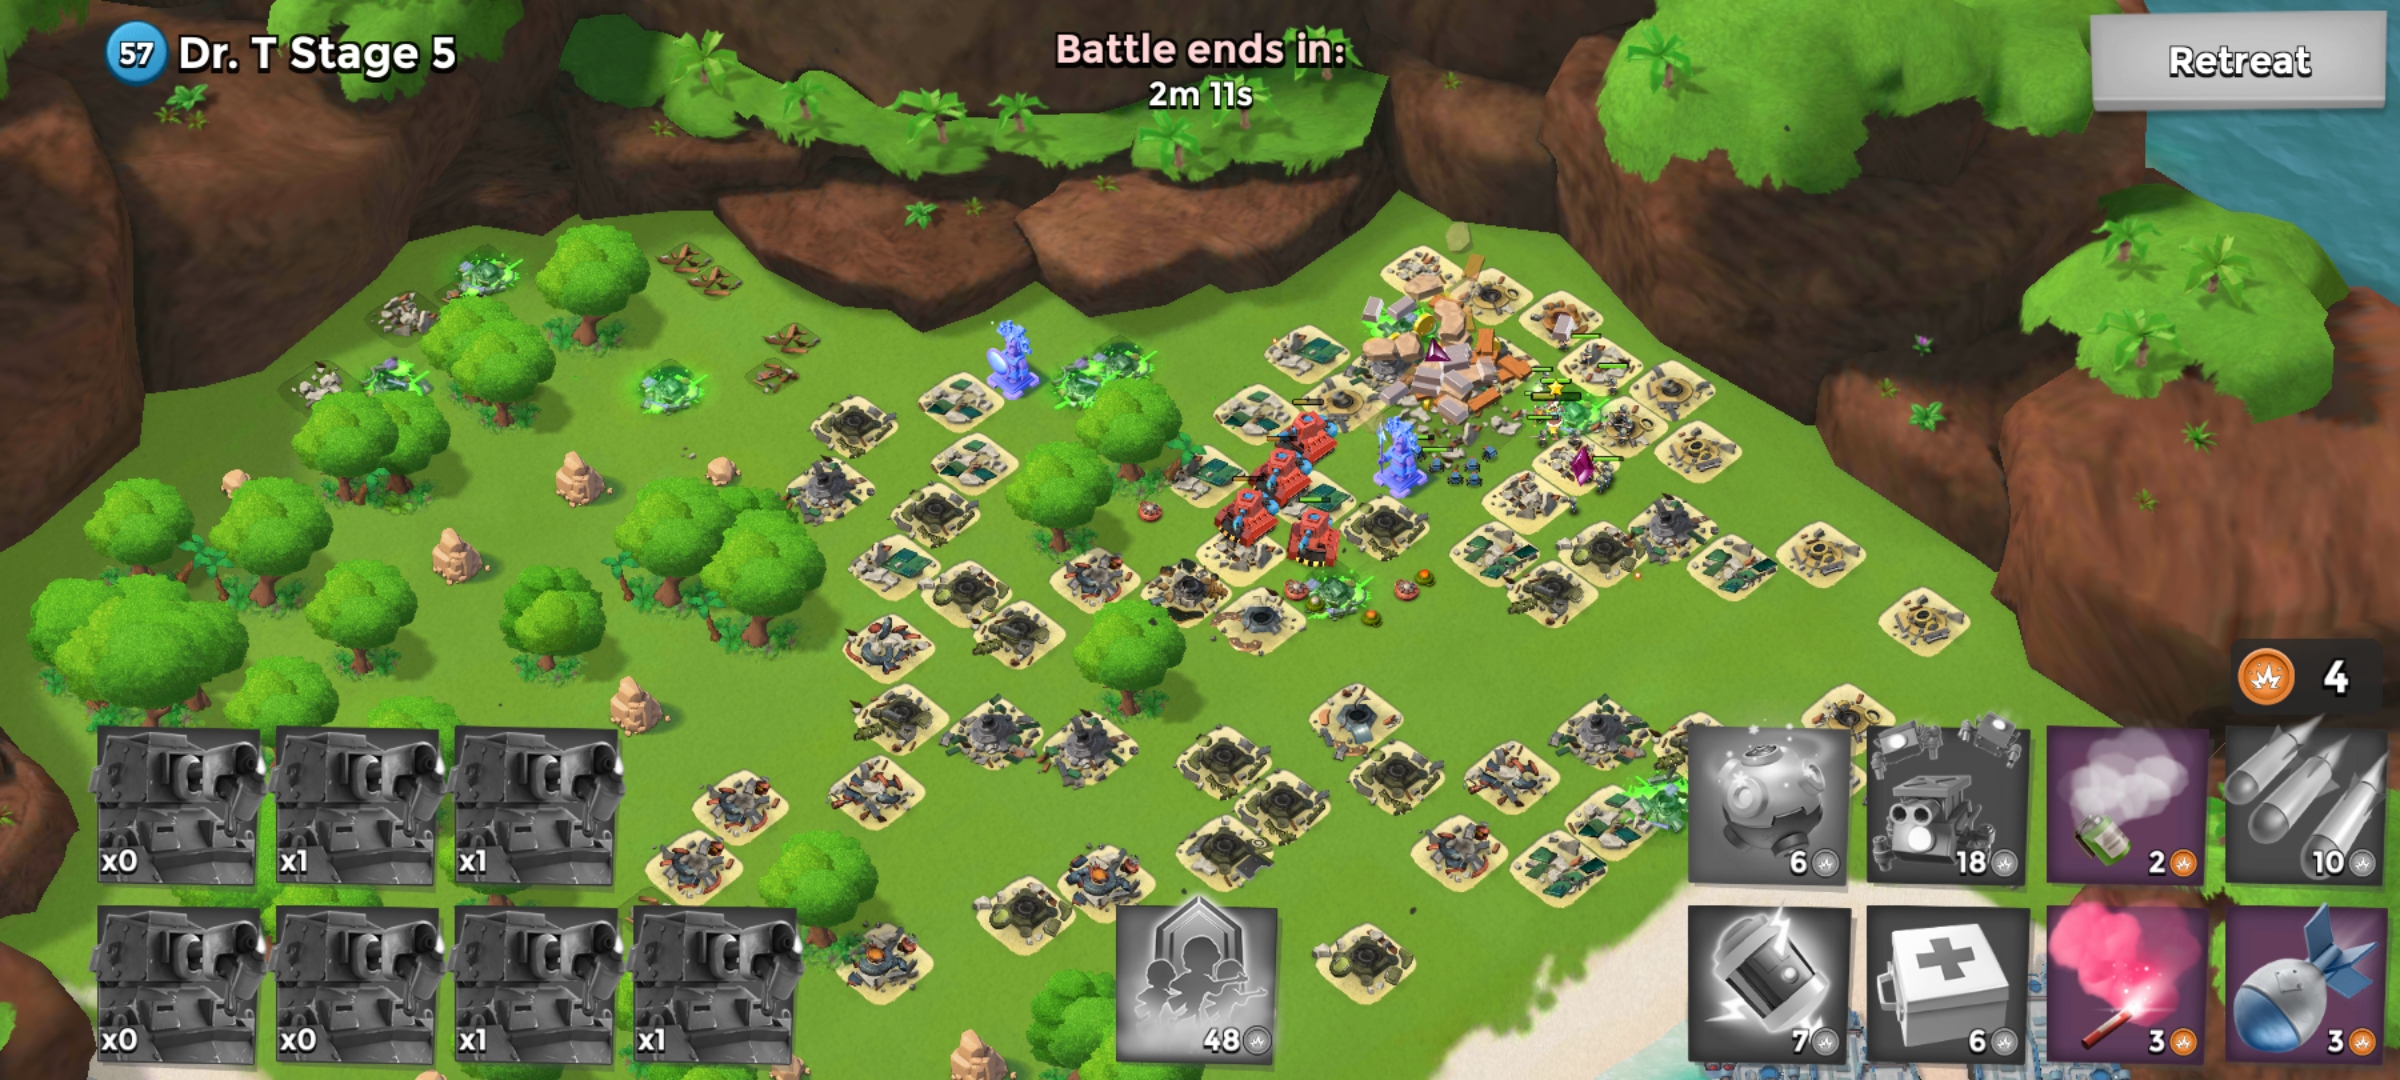 57 Dr. T Stage 5
Battle ends in:
2m 11s
Retreat
4
x0
x1
x1
6
18
2
10
x0
x0
x1
x1
48
7
6
3
3